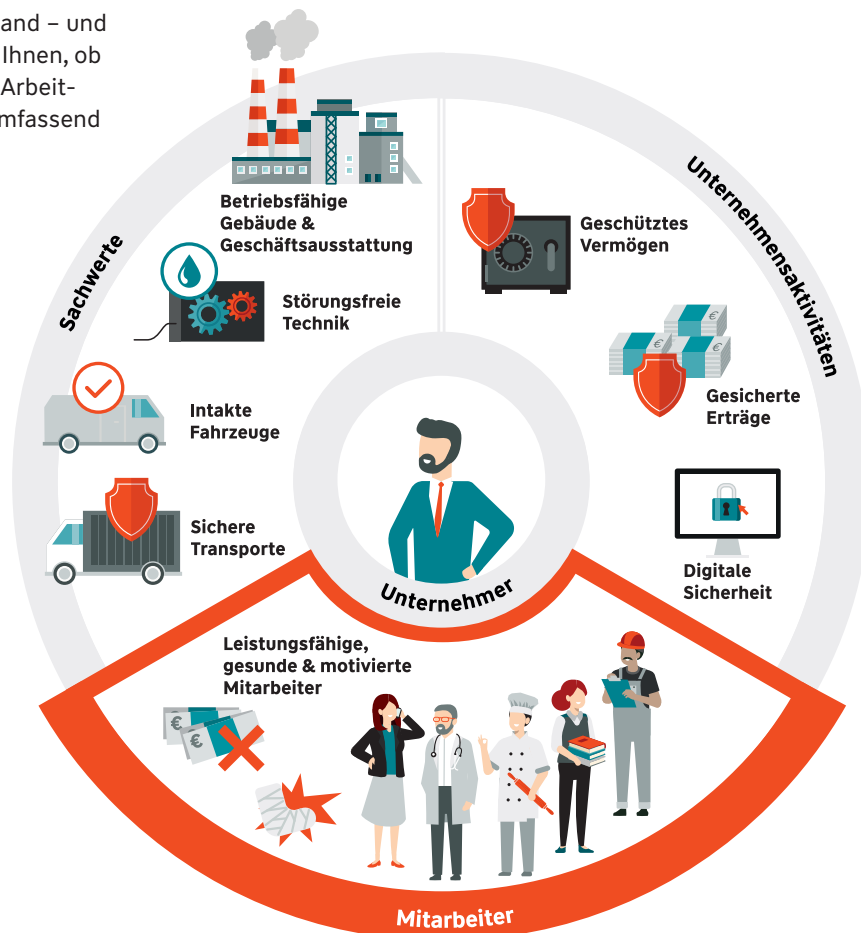 and – und
Ihnen, ob
Arbeit-
mfassend
Sachwerte
Betriebsfähige
Gebäude &
Geschäftsausstattung
Störungsfreie
Technik
Intakte
Fahrzeuge
Sichere
Transporte
Unternehmensaktivitäten
Geschütztes
Vermögen
€
€
Gesicherte
Erträge
Digitale
Sicherheit
Unternehmer
Leistungsfähige,
gesunde & motivierte
Mitarbeiter
€
€
Mitarbeiter